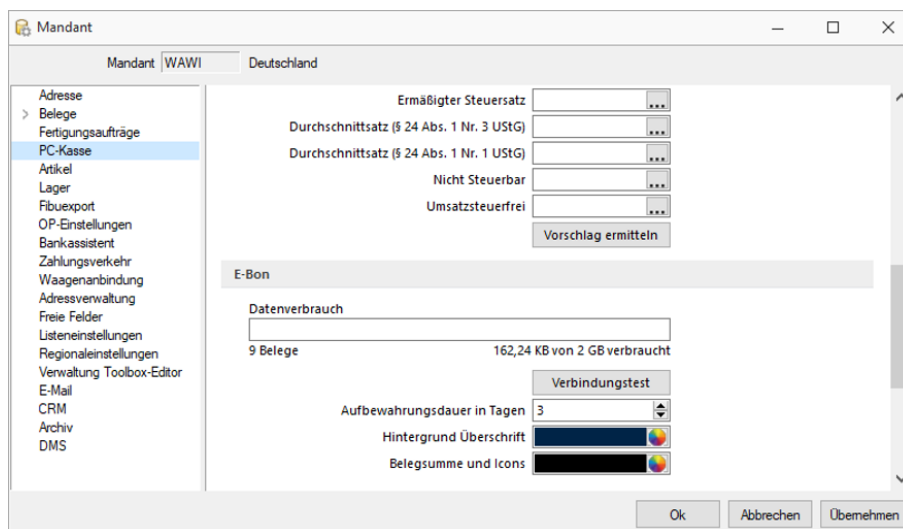 Mandant
Mandant WAWI Deutschland
Adresse
Belege
Fertigungsaufträge
PC-Kasse
Artikel
Lager
Fibuexport
OP-Einstellungen
Bankassistent
Zahlungsverkehr
Waagenanbindung
Adressverwaltung
Freie Felder
Listeneinstellungen
Regionaleinstellungen
Verwaltung Toolbox-Editor
E-Mail
CRM
Archiv
DMS
Ermäßigter Steuersatz ...
Durchschnittsatz (§ 24 Abs. 1 Nr. 3 UStG) ...
Durchschnittsatz (§ 24 Abs. 1 Nr. 1 UStG) ...
Nicht Steuerbar ...
Umsatzsteuerfrei ...
Vorschlag ermitteln
E-Bon
Datenverbrauch
9 Belege 162,24 KB von 2 GB verbraucht
Verbindungstest
Aufbewahrungsdauer in Tagen 3
Hintergrund Überschrift
Belegsumme und Icons
Ok Abbrechen Übernehmen